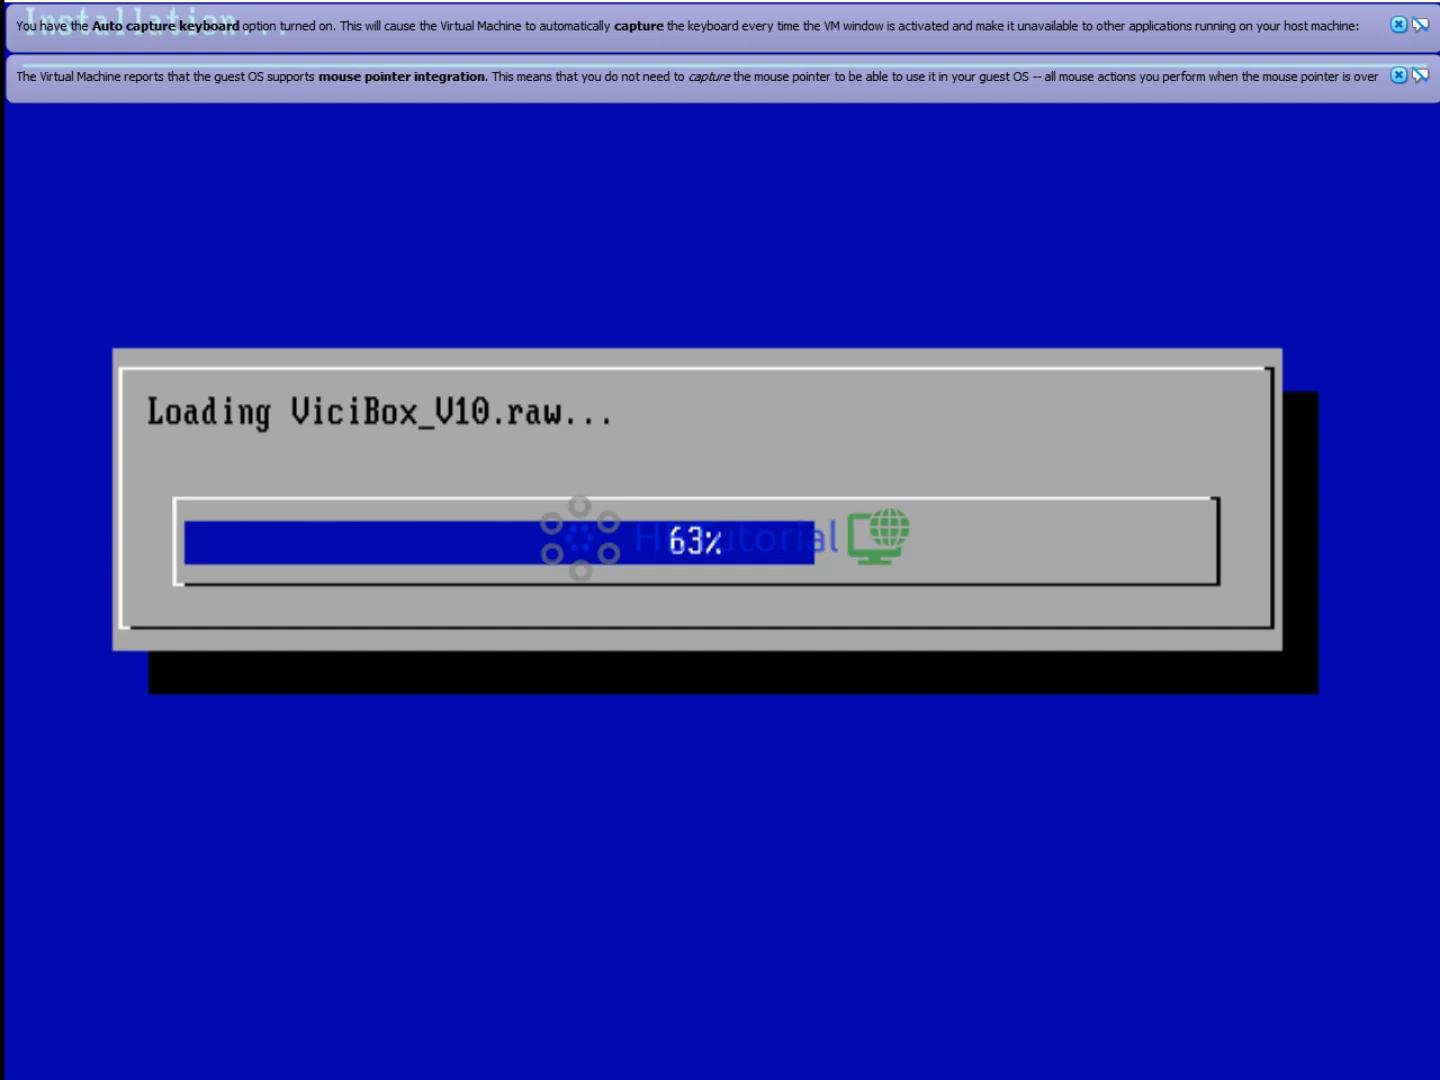 Installation...
You have the Auto capture keyboard option turned on. This will cause the Virtual Machine to automatically capture the keyboard every time the VM window is activated and make it unavailable to other applications running on your host machine:
The Virtual Machine reports that the guest OS supports mouse pointer integration. This means that you do not need to capture the mouse pointer to be able to use it in your guest OS -- all mouse actions you perform when the mouse pointer is over
Loading ViciBox_V10.raw...
63%
Tutorial